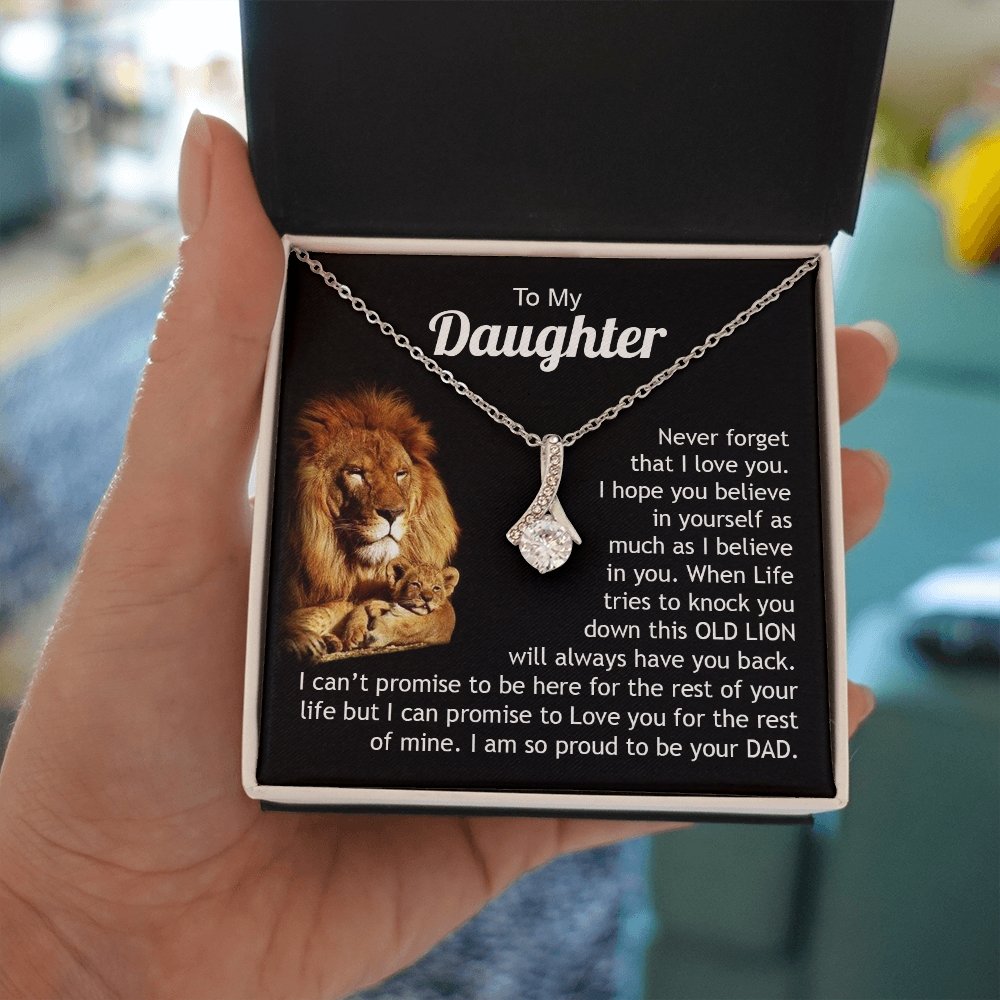 To My
Daughter
Never forget
that I love you.
I hope you believe
in yourself as
much as I believe
in you. When Life
tries to knock you
down this OLD LION
will always have you back.
I can't promise to be here for the rest of your
life but I can promise to Love you for the rest
of mine. I am so proud to be your DAD.